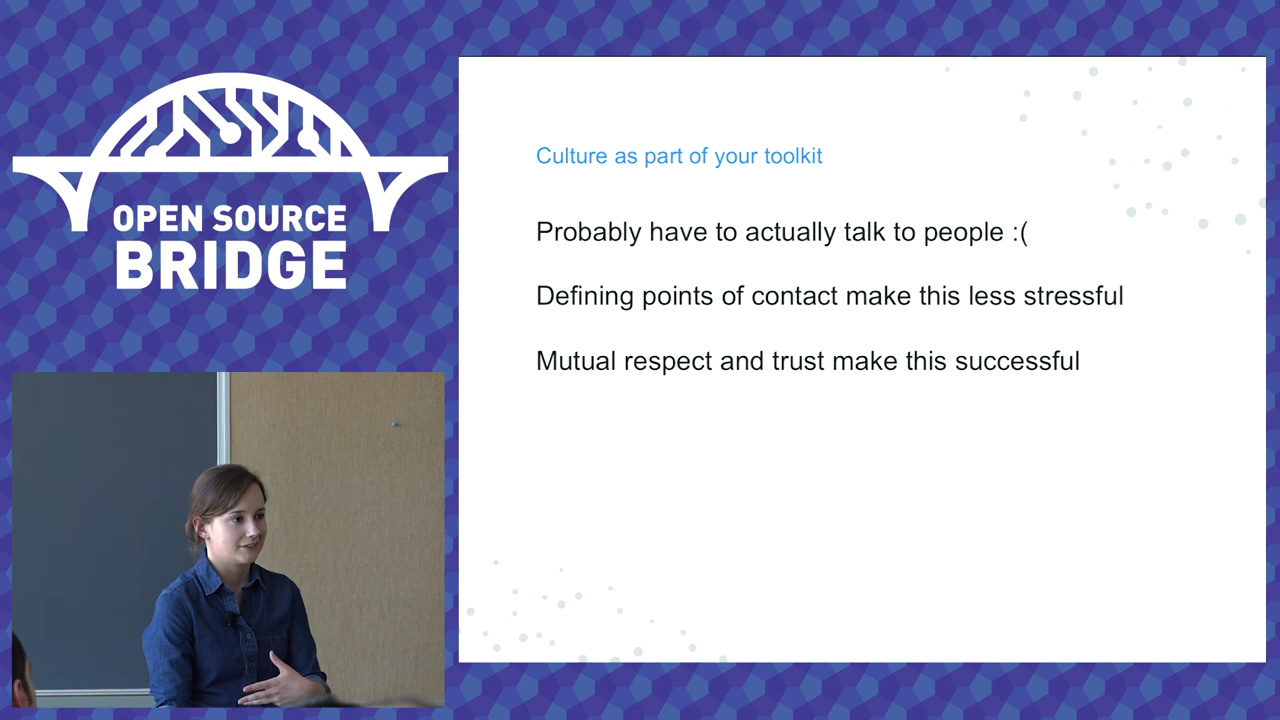 OPEN SOURCE
BRIDGE
Culture as part of your toolkit
Probably have to actually talk to people :(
Defining points of contact make this less stressful
Mutual respect and trust make this successful